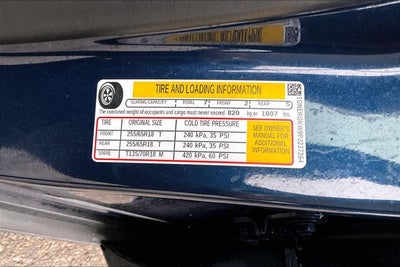 TIRE AND LOADING INFORMATION
SEATING CAPACITY TOTAL 7 FRONT 2 REAR 5
The combined weight of occupants and cargo must never exceed 820 kg or 1807 lbs.
TIRE ORIGINAL SIZE COLD TIRE PRESSURE
FRONT 255/65R18 T 240 kPa, 35 PSI
REAR 255/65R18 T 240 kPa, 35 PSI
SPARE T135/70R18 M 420 kPa, 60 PSI
SEE OWNER'S
MANUAL FOR
ADDITIONAL
INFORMATION